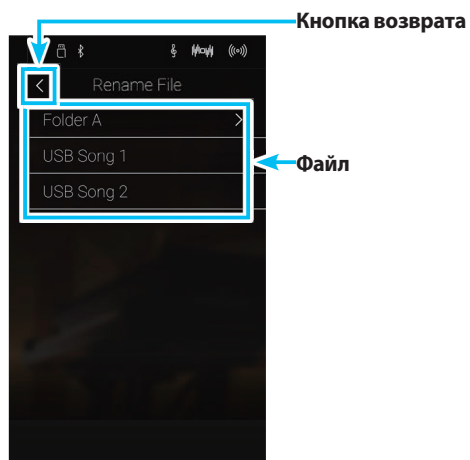 Кнопка возврата
Rename File
Folder A
USB Song 1
Файл
USB Song 2